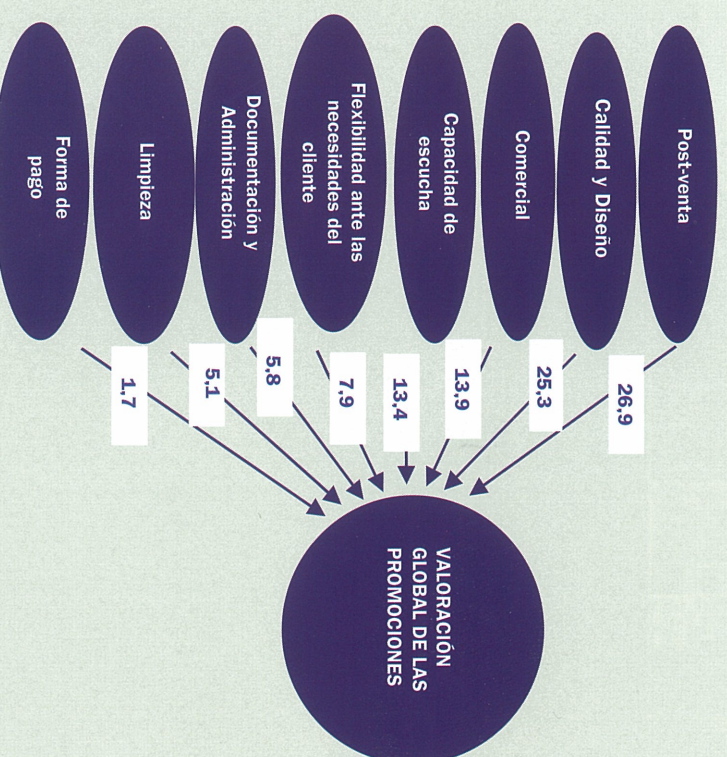 Post-venta
26,9
Calidad y Diseño
25,3
Comercial
13,9
Capacidad de
escucha
13,4
Flexibilidad ante las
necesidades del
cliente
7,9
Documentación y
Administración
5,8
Limpieza
5,1
Forma de
pago
1,7
VALORACIÓN
GLOBAL DE LAS
PROMOCIONES